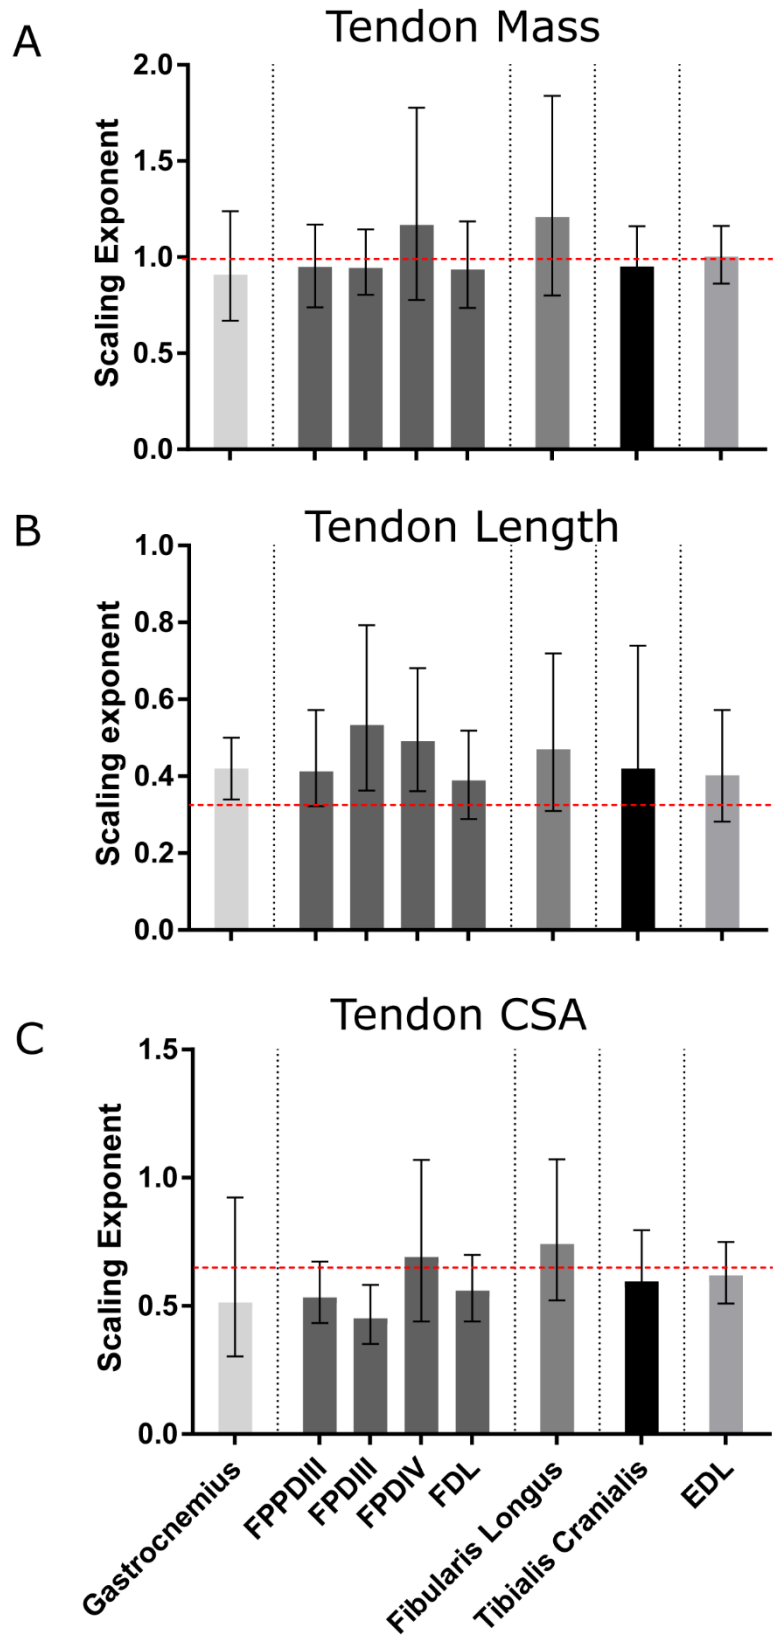 A
Tendon Mass
Scaling Exponent
2.0
1.5
1.0
0.5
0.0
B
Tendon Length
Scaling exponent
1.0
0.8
0.6
0.4
0.2
0.0
C
Tendon CSA
Scaling Exponent
1.5
1.0
0.5
0.0
Gastrocnemius
FPPDIII
FPDIII
FPDIV
FDL
Fibularis Longus
Tibialis Cranialis
EDL